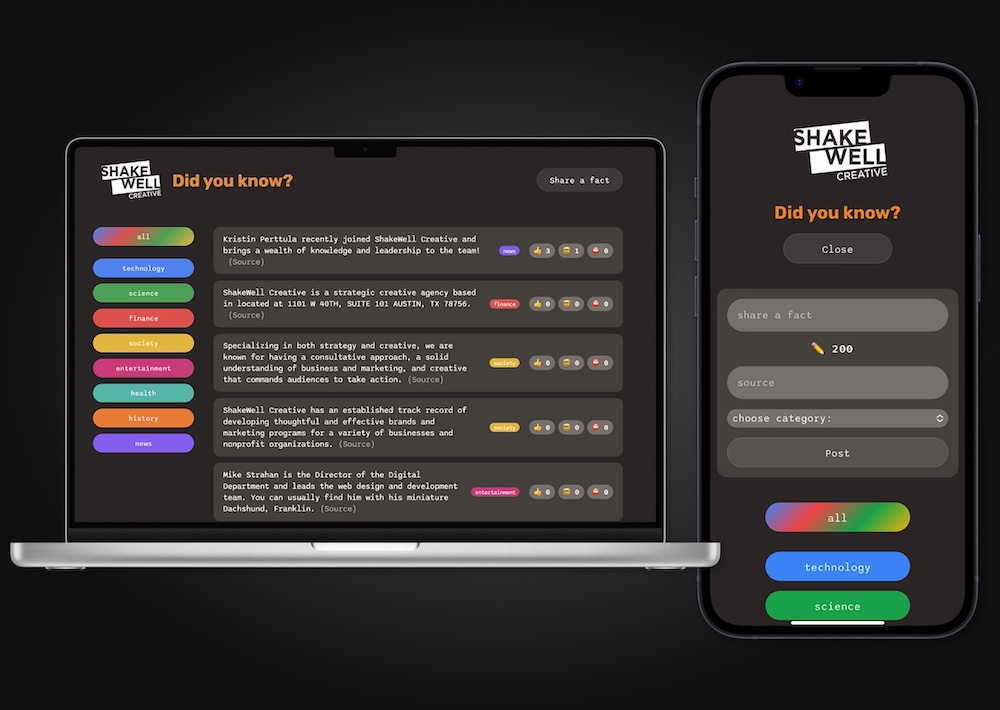 SHAKE
WELL
CREATIVE
Did you know?
Share a fact
all
technology
science
finance
society
entertainment
health
history
news
Kristin Perttula recently joined ShakeWell Creative and
brings a wealth of knowledge and leadership to the team!
(Source)
news
👍 3
🤯 1
⛔ 0
ShakeWell Creative is a strategic creative agency based
in located at 1101 W 40TH, SUITE 101 AUSTIN, TX 78756.
(Source)
finance
0
0
0
Specializing in both strategy and creative, we are
known for having a consultative approach, a solid
understanding of business and marketing, and creative
that commands audiences to take action. (Source)
society
0
0
0
ShakeWell Creative has an established track record of
developing thoughtful and effective brands and
marketing programs for a variety of businesses and
nonprofit organizations. (Source)
society
0
0
0
Mike Strahan is the Director of the Digital
Department and leads the web design and development
team. You can usually find him with his miniature
Dachshund, Franklin. (Source)
entertainment
0
0
0
SHAKE
WELL
CREATIVE
Did you know?
Close
share a fact
200
source
choose category:
Post
all
technology
science